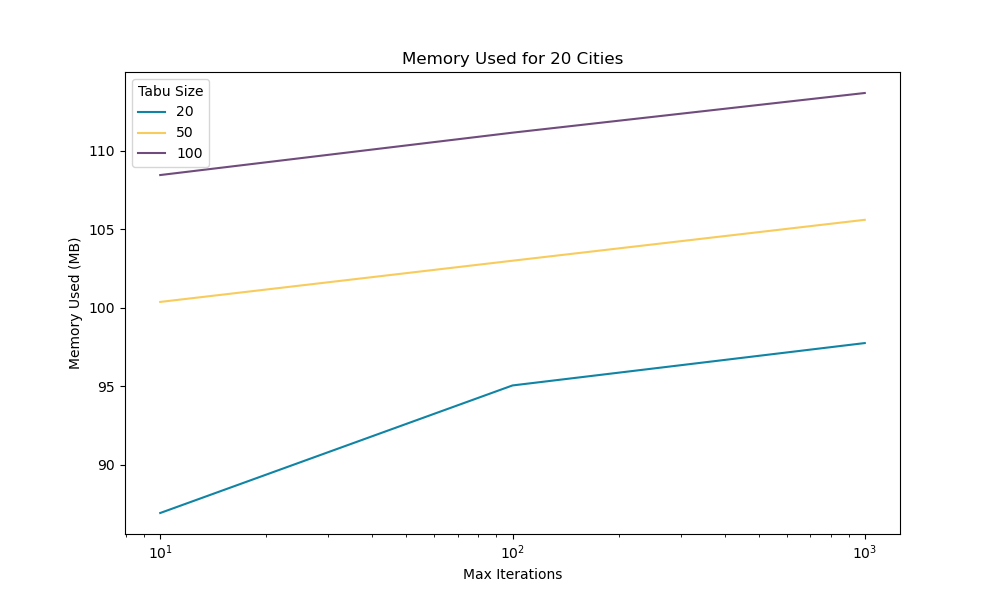 Memory Used for 20 Cities
Tabu Size
20
50
100
110
105
100
95
90
Memory Used (MB)
10¹
10²
10³
Max Iterations